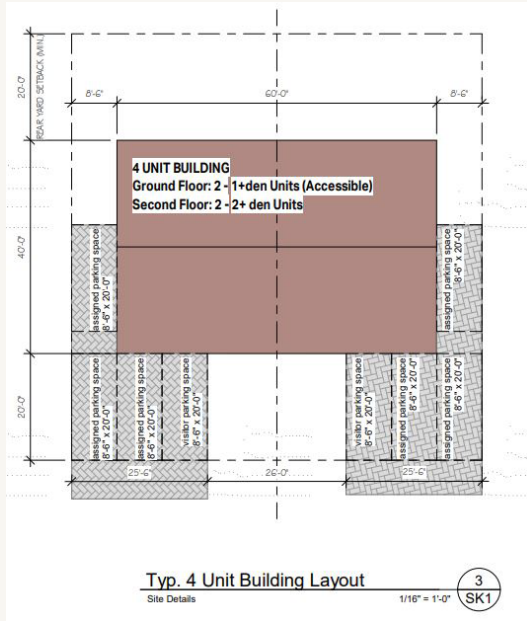 20'-0"
REAR YARD SETBACK (MIN.)
8'-6"
60'-0"
8'-6"
4 UNIT BUILDING
Ground Floor: 2 - 1+den Units (Accessible)
Second Floor: 2 - 2+ den Units
40'-0"
assigned parking space
8'-6" x 20'-0"
assigned parking space
8'-6" x 20'-0"
20'-0"
assigned parking space
8'-6" x 20'-0"
assigned parking space
8'-6" x 20'-0"
visitor parking space
8'-6" x 20'-0"
visitor parking space
8'-6" x 20'-0"
assigned parking space
8'-6" x 20'-0"
assigned parking space
8'-6" x 20'-0"
25'-6"
26'-0"
25'-6"
Typ. 4 Unit Building Layout
Site Details
1/16" = 1'-0"
3
SK1